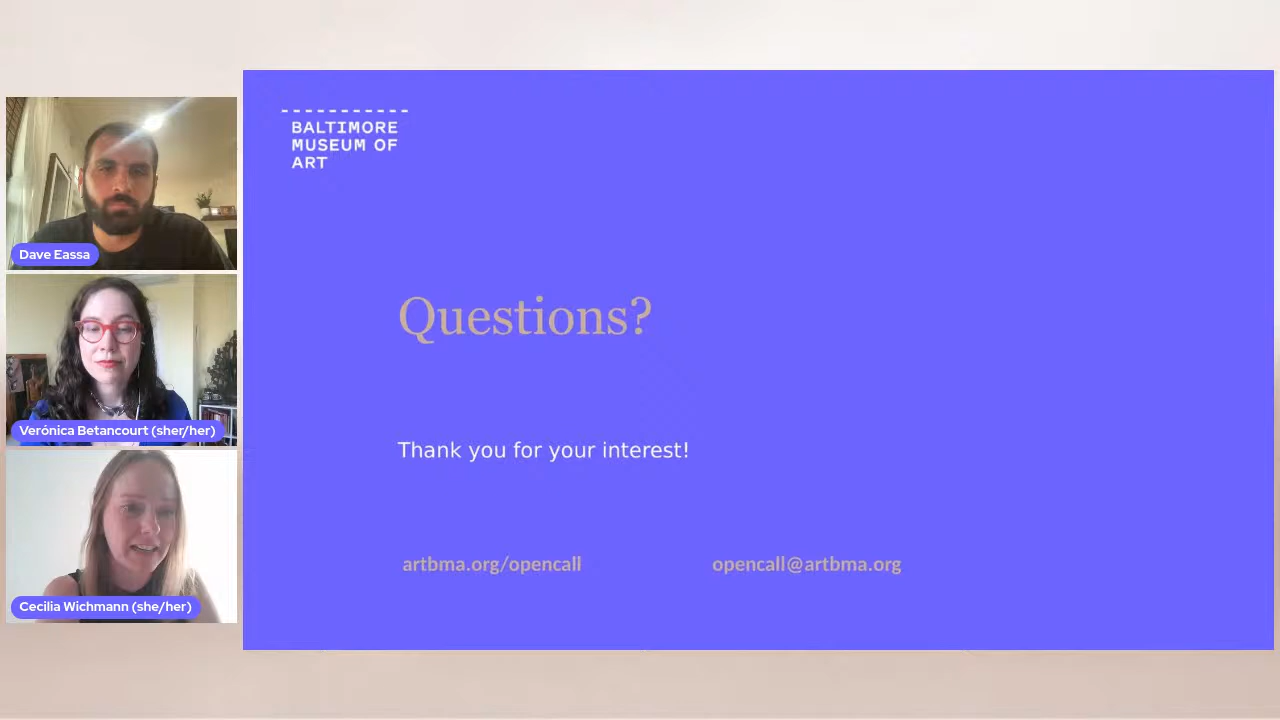 Dave Eassa
Verónica Betancourt (sher/her)
Cecilia Wichmann (she/her)
BALTIMORE
MUSEUM OF
ART
Questions?
Thank you for your interest!
artbma.org/opencall
opencall@artbma.org